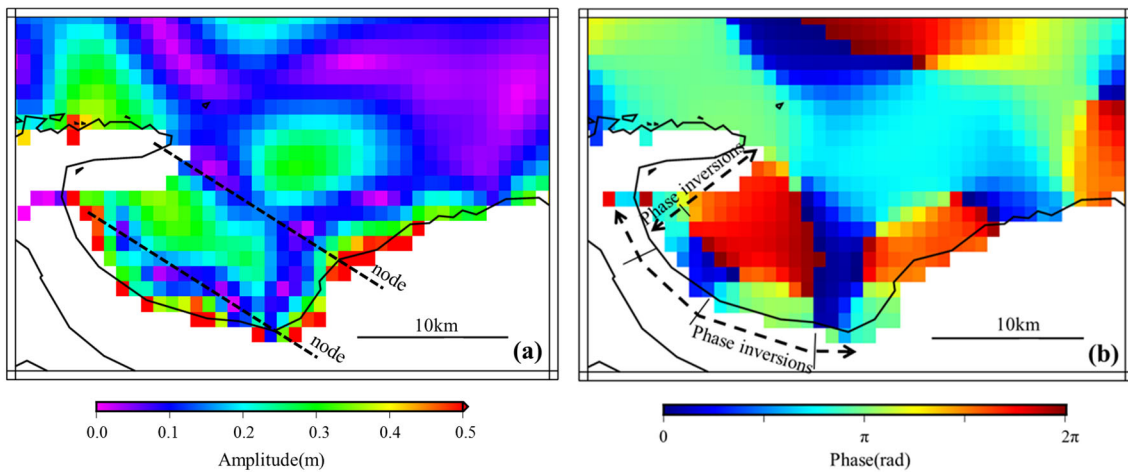 node
node
10km
(a)
0.0 0.1 0.2 0.3 0.4 0.5
Amplitude(m)
Phase inversions
Phase inversions
10km
(b)
0 π 2π
Phase(rad)